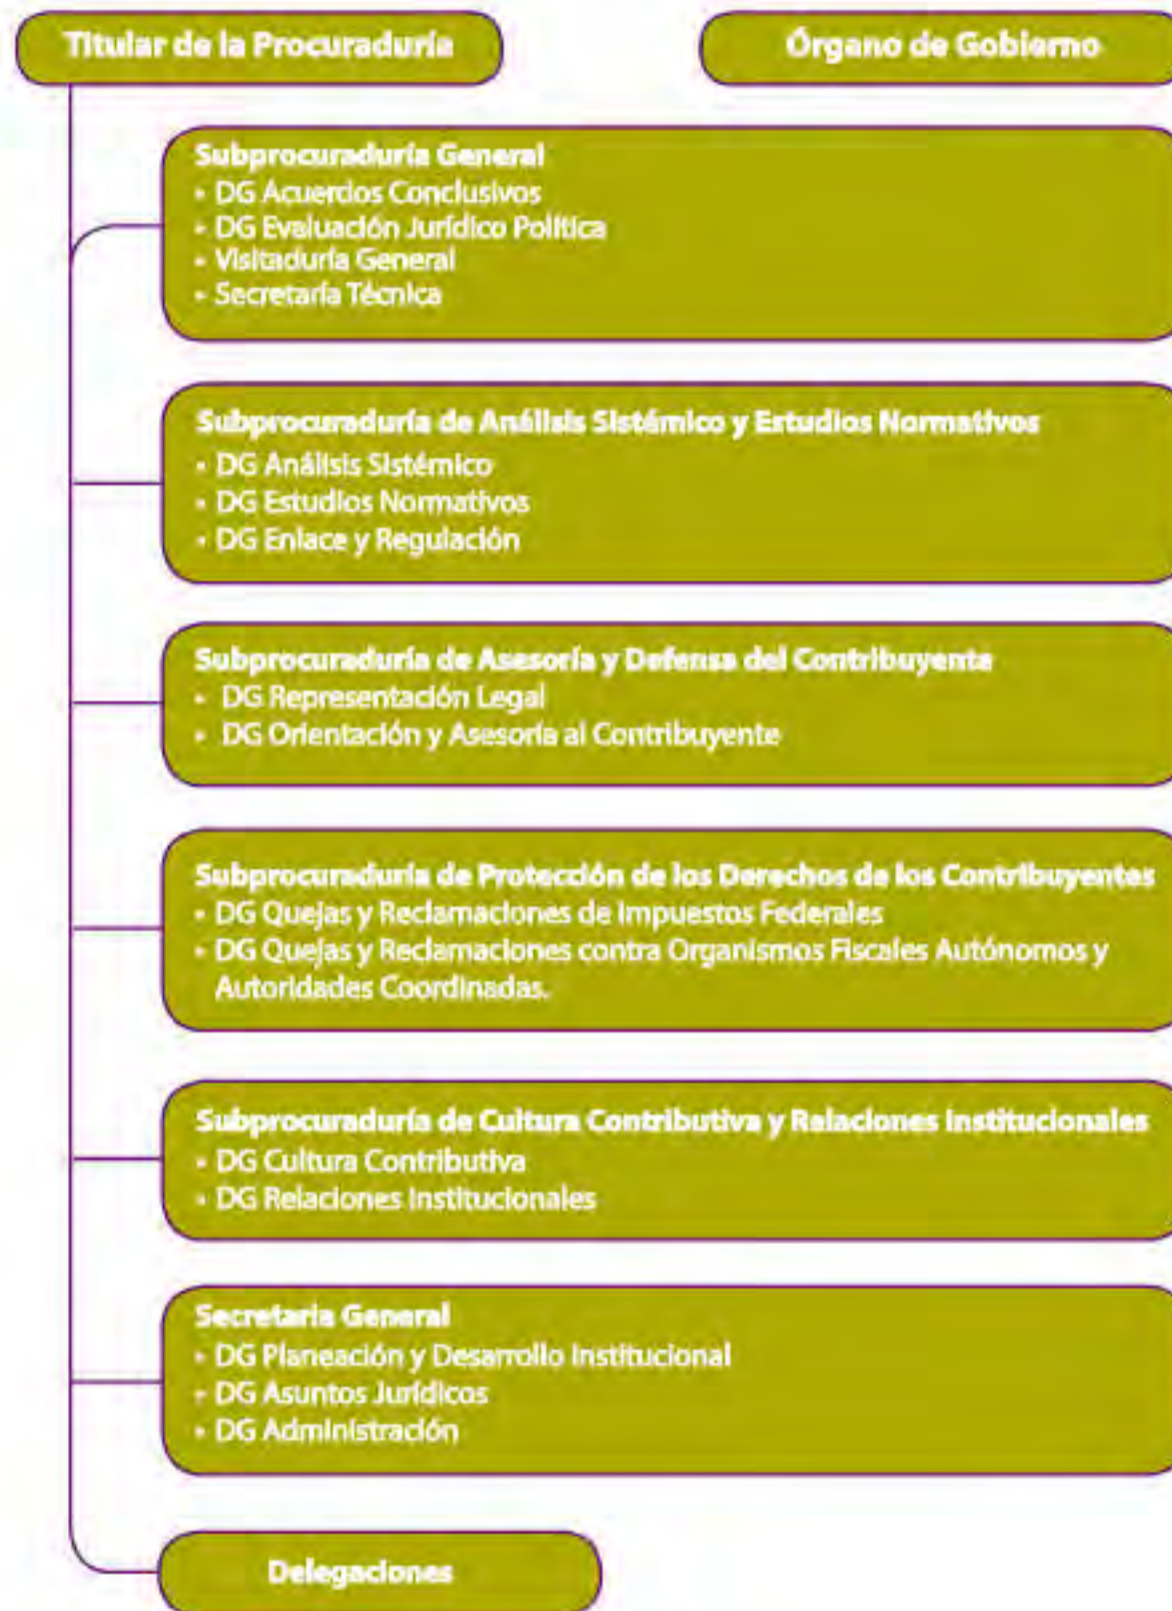 Titular de la Procuraduría
Órgano de Gobierno
Subprocuraduría General
• DG Acuerdos Conclusivos
• DG Evaluación Jurídico Política
• Visitaduría General
• Secretaría Técnica
Subprocuraduría de Análisis Sistémico y Estudios Normativos
• DG Análisis Sistémico
• DG Estudios Normativos
• DG Enlace y Regulación
Subprocuraduría de Asesoría y Defensa del Contribuyente
• DG Representación Legal
• DG Orientación y Asesoría al Contribuyente
Subprocuraduría de Protección de los Derechos de los Contribuyentes
• DG Quejas y Reclamaciones de Impuestos Federales
• DG Quejas y Reclamaciones contra Organismos Fiscales Autónomos y
Autoridades Coordinadas.
Subprocuraduría de Cultura Contributiva y Relaciones Institucionales
• DG Cultura Contributiva
• DG Relaciones Institucionales
Secretaria General
• DG Planeación y Desarrollo Institucional
• DG Asuntos Jurídicos
• DG Administración
Delegaciones